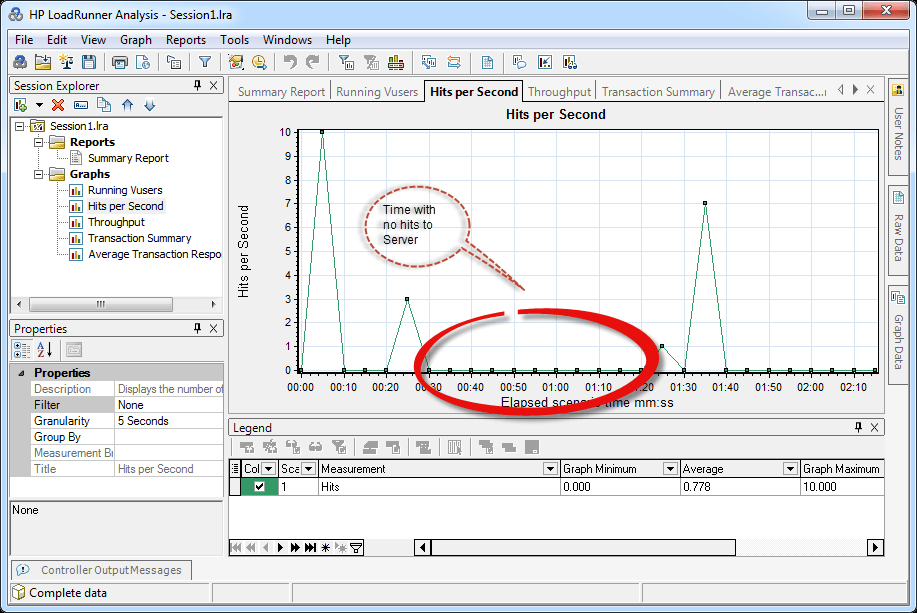 HP LoadRunner Analysis - Session1.lra
File Edit View Graph Reports Tools Windows Help
Session Explorer
Session1.lra
Reports
Summary Report
Graphs
Running Vusers
Hits per Second
Throughput
Transaction Summary
Average Transaction Respo
Properties
Properties
Description Displays the number of
Filter None
Granularity 5 Seconds
Group By
Measurement Br
Title Hits per Second
None
Summary Report Running Vusers Hits per Second Throughput Transaction Summary Average Transac...
Hits per Second
Hits per Second
10
9
8
7
6
5
4
3
2
1
0
Time with
no hits to
Server
00:00 00:10 00:20 00:30 00:40 00:50 01:00 01:10 01:20 01:30 01:40 01:50 02:00 02:10
Elapsed scenario time mm:ss
User Notes
Raw Data
Graph Data
Legend
Col Sca Measurement Graph Minimum Average Graph Maximum
1 Hits 0.000 0.778 10.000
Controller Output Messages
Complete data